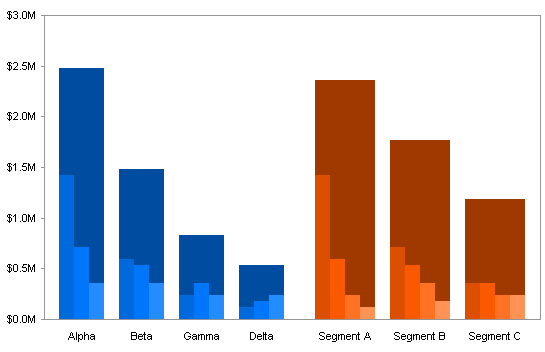 $3.0M
$2.5M
$2.0M
$1.5M
$1.0M
$0.5M
$0.0M
Alpha Beta Gamma Delta Segment A Segment B Segment C